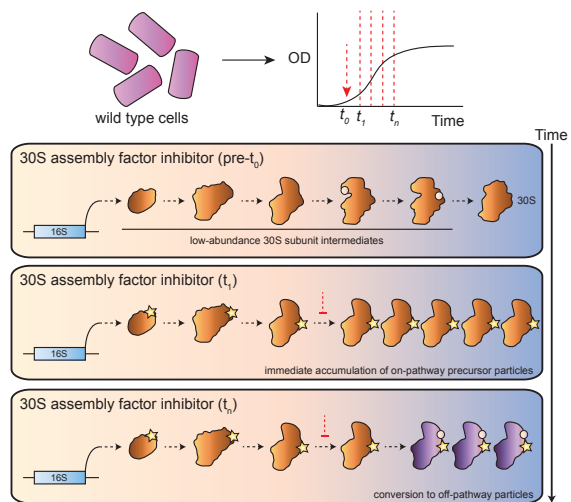 OD
wild type cells
t0 t1 tn Time
Time
30S assembly factor inhibitor (pre-t0)
30S
16S
low-abundance 30S subunit intermediates
30S assembly factor inhibitor (t1)
16S
immediate accumulation of on-pathway precursor particles
30S assembly factor inhibitor (tn)
16S
conversion to off-pathway particles